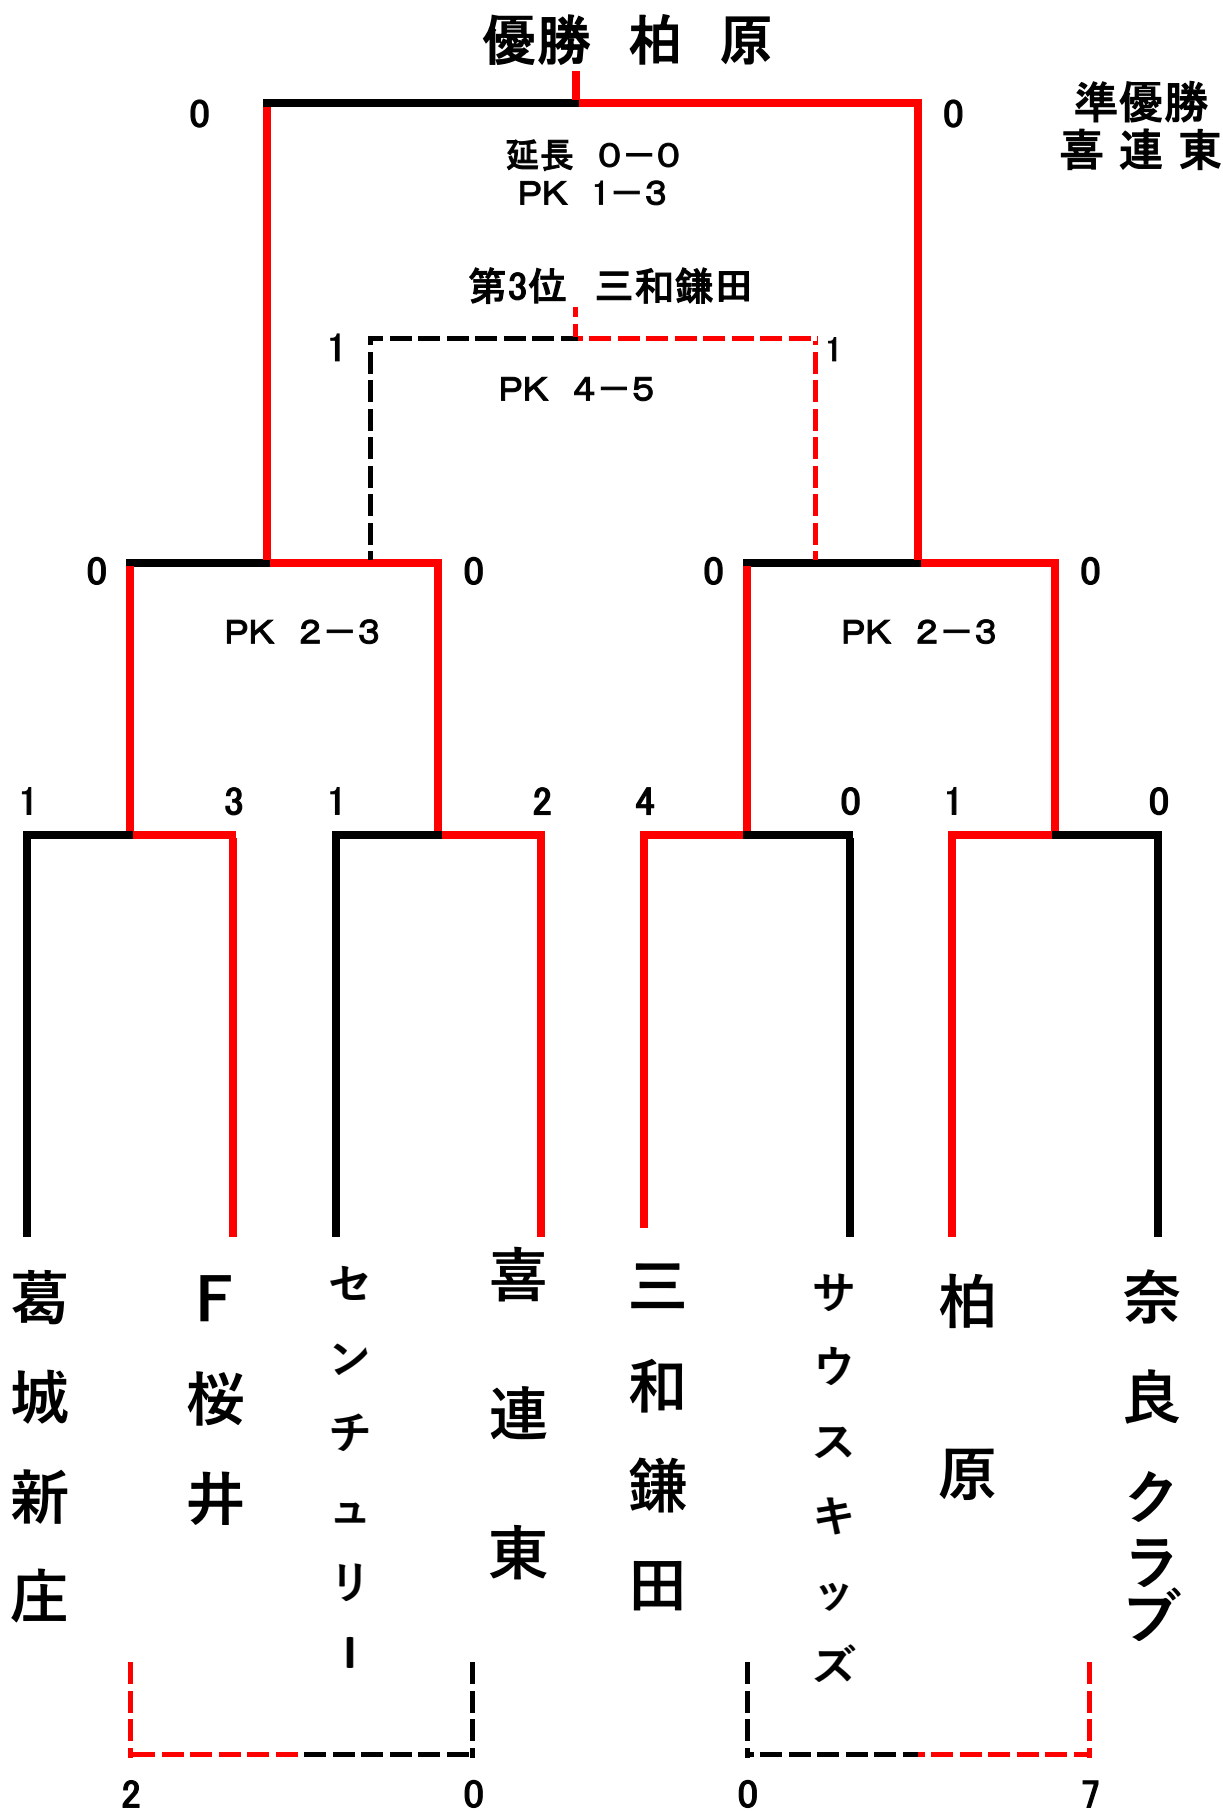 優勝 柏 原
0 0
準優勝
喜 連 東
延長 0－0
PK 1－3
第3位 三和鎌田
1 1
PK 4－5
0 0 0 0
PK 2－3 PK 2－3
1 3 1 2 4 0 1 0
葛城新庄
F桜井
センチュリー
喜連東
三和鎌田
サウスキッズ
柏原
奈良クラブ
2 0 0 7